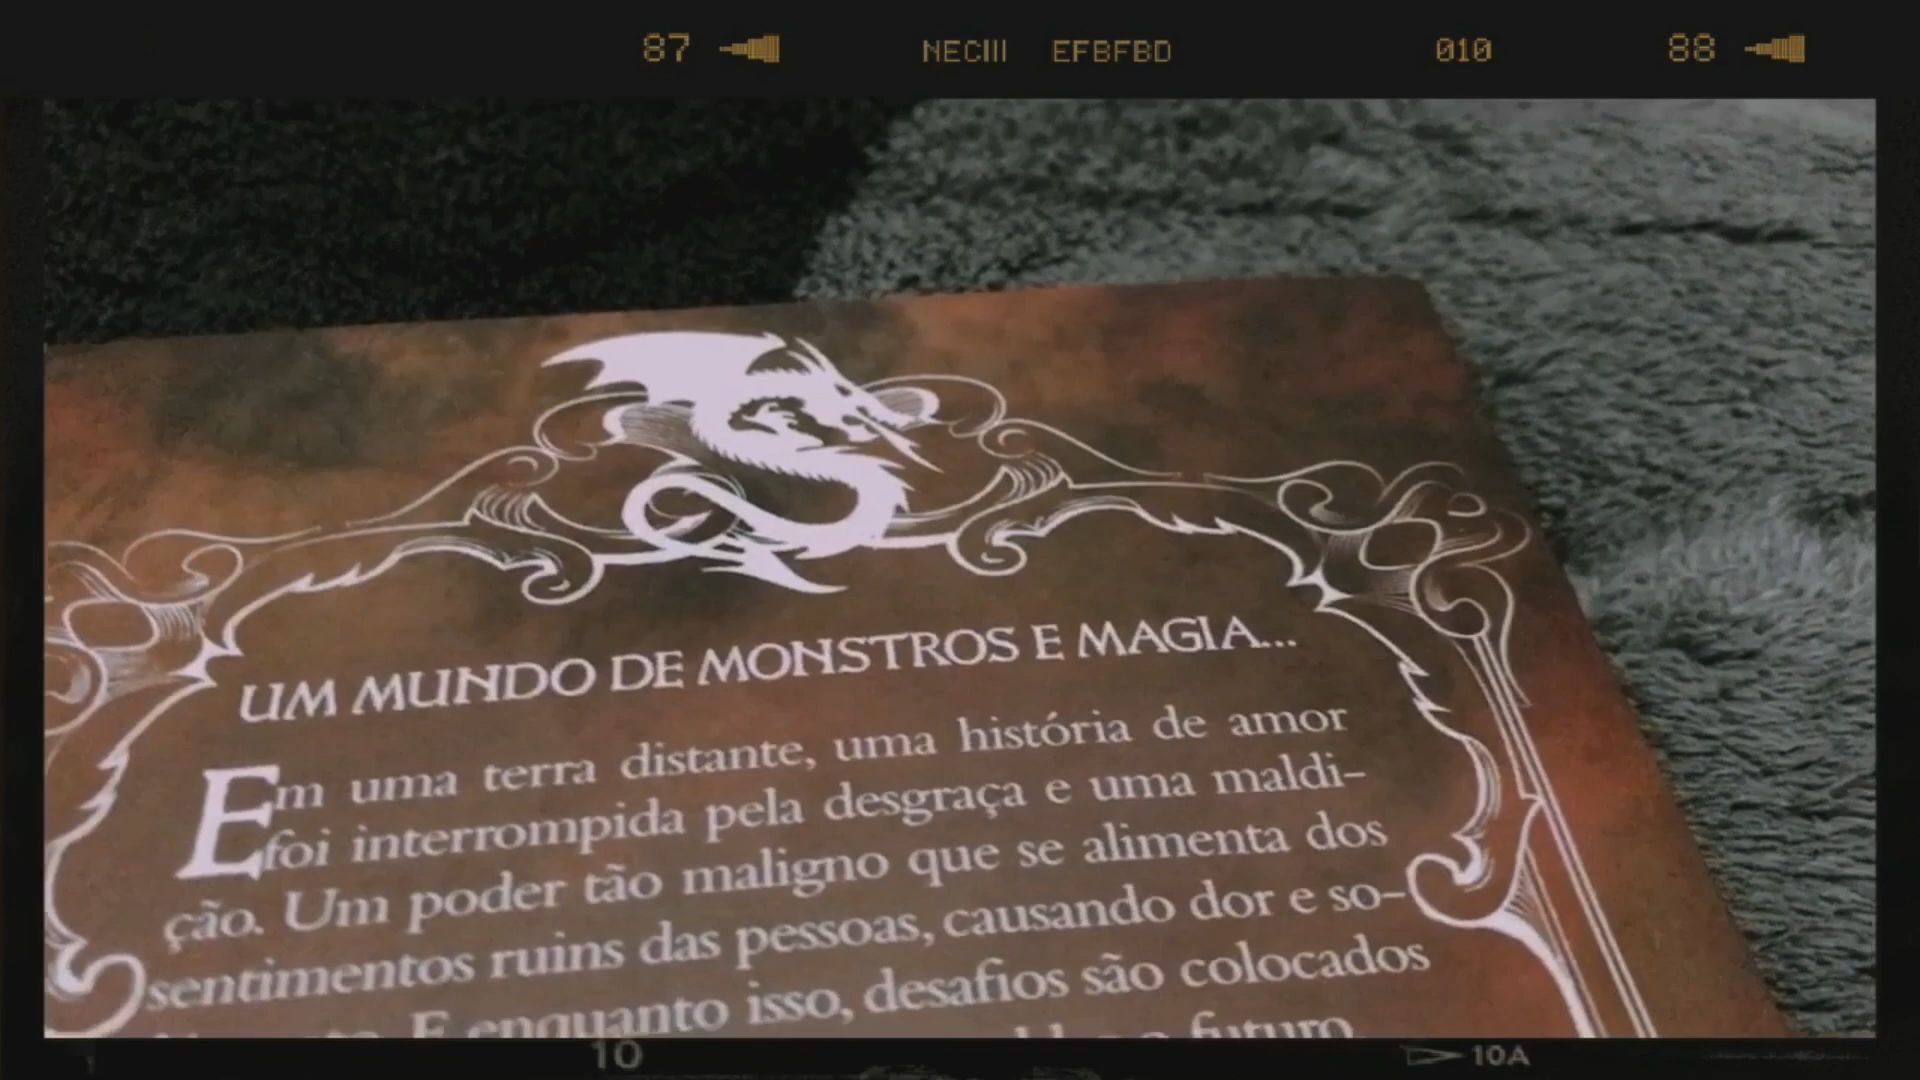 87 NECIII EFBFBD 010 88
UM MUNDO DE MONSTROS E MAGIA...
Em uma terra distante, uma história de amor
foi interrompida pela desgraça e uma maldi-
ção. Um poder tão maligno que se alimenta dos
sentimentos ruins das pessoas, causando dor e so-
E enquanto isso, desafios são colocados
o futuro
10 10A